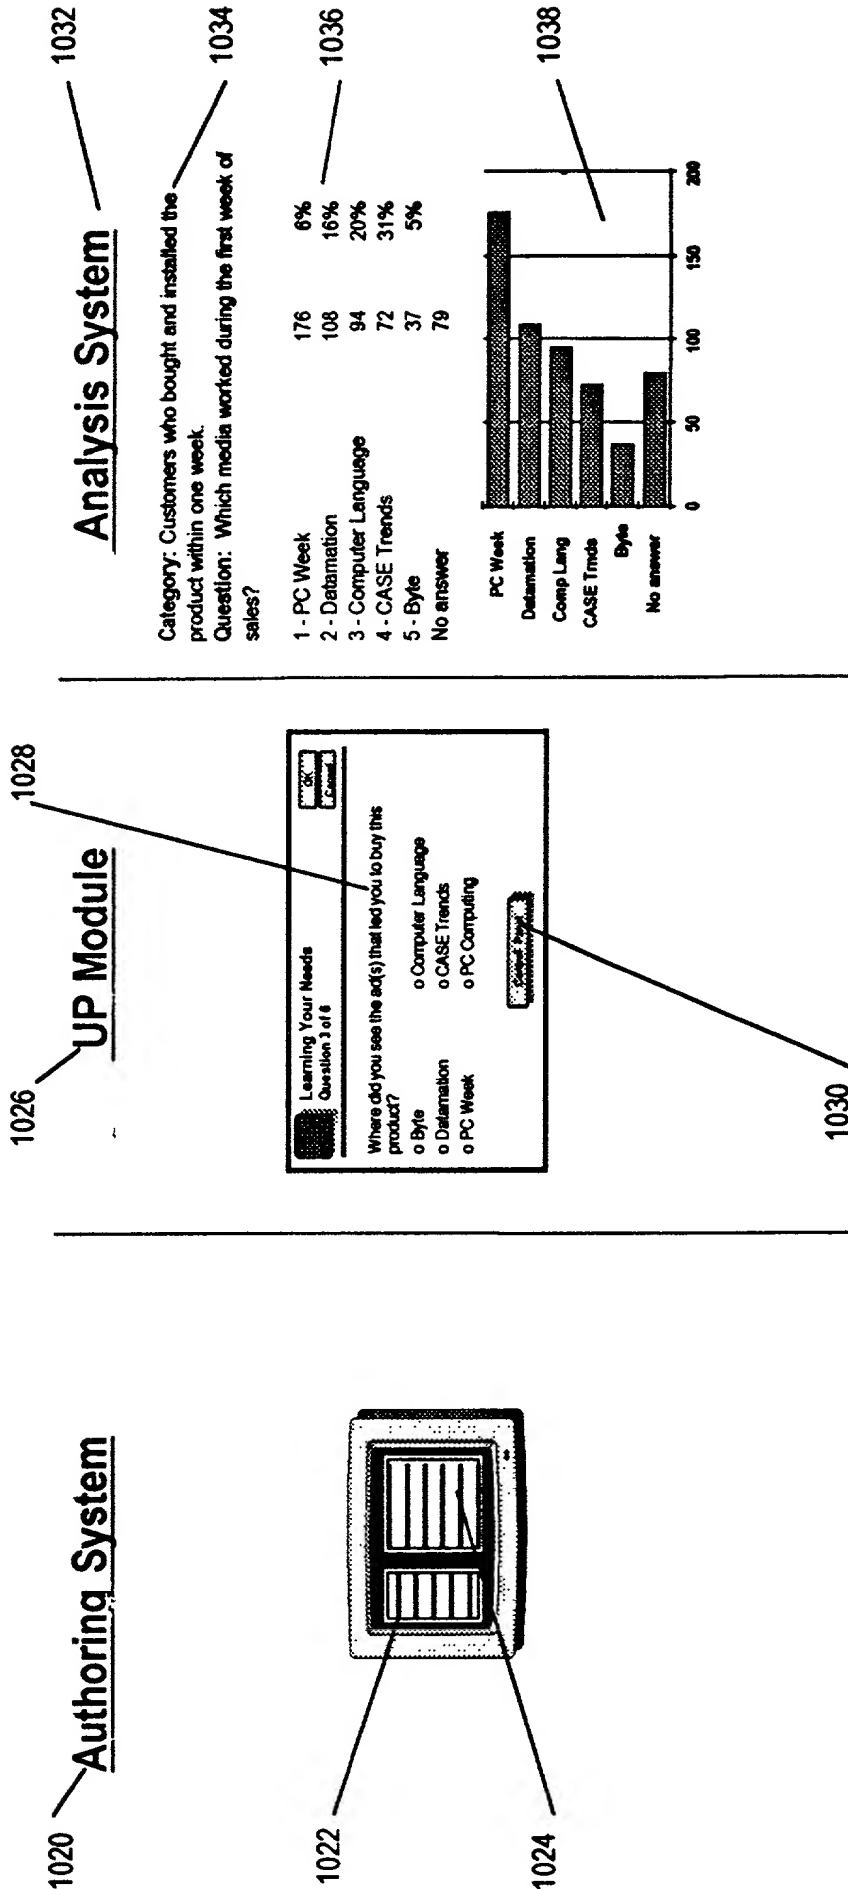 1020
Authoring System
1022
1024
1026
UP Module
1028
Learning Your Needs
Question 3 of 6
OK
Cancel
Where did you see the ad(s) that led you to buy this
product?
o Byte
o Computer Language
o Datamation
o CASE Trends
o PC Week
o PC Computing
Control Panel
1030
1032
Analysis System
1034
Category: Customers who bought and installed the
product within one week.
Question: Which media worked during the first week of
sales?
1036
1 - PC Week 176 6%
2 - Datamation 108 16%
3 - Computer Language 94 20%
4 - CASE Trends 72 31%
5 - Byte 37 5%
No answer 79
1038
PC Week
Datamation
Comp Lang
CASE Trnds
Byte
No answer
0 50 100 150 200